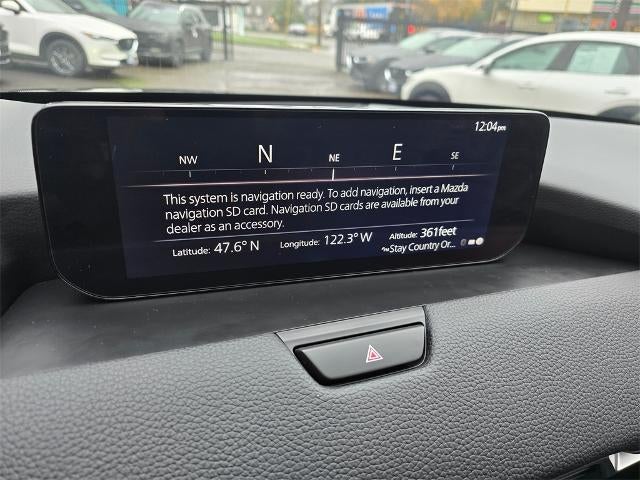 12:04pm
NW N NE E SE
This system is navigation ready. To add navigation, insert a Mazda
navigation SD card. Navigation SD cards are available from your
dealer as an accessory.
Latitude: 47.6° N Longitude: 122.3° W Altitude: 361feet
Stay Country Or...